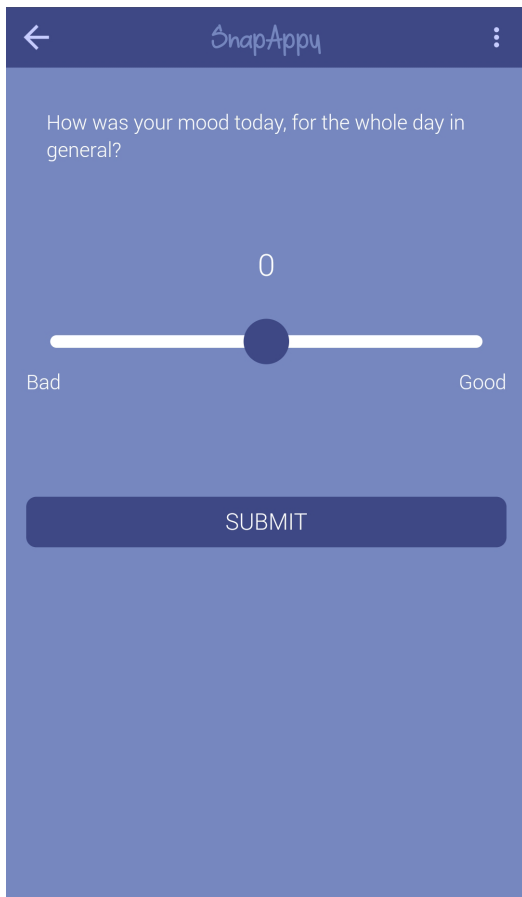 SnapAppy
How was your mood today, for the whole day in
general?
0
Bad
Good
SUBMIT